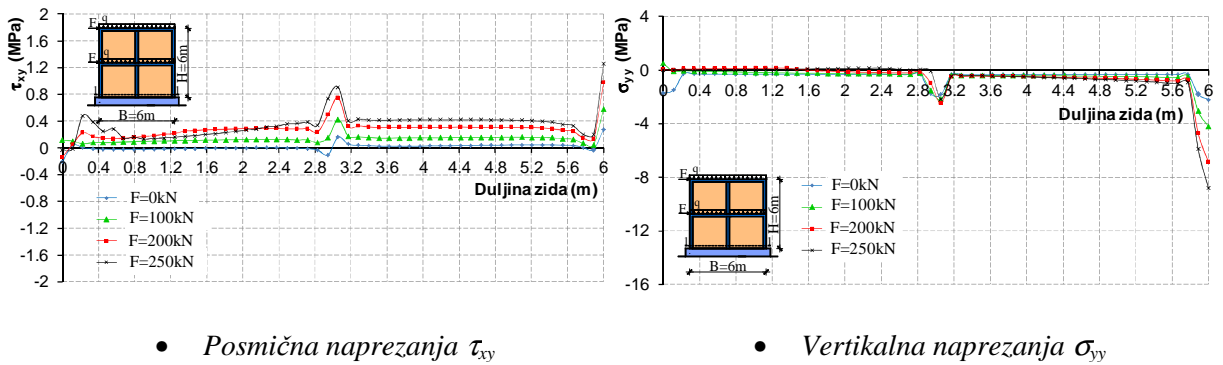 τxy (MPa)
2
1.6
1.2
0.8
0.4
0
-0.4
-0.8
-1.2
-1.6
-2
0 0.4 0.8 1.2 1.6 2 2.4 2.8 3.2 3.6 4 4.4 4.8 5.2 5.6 6
Duljina zida (m)
q
F
q
F
H=6m
B=6m
F=0kN
F=100kN
F=200kN
F=250kN
σyy (MPa)
4
0
-4
-8
-12
-16
0 0.4 0.8 1.2 1.6 2 2.4 2.8 3.2 3.6 4 4.4 4.8 5.2 5.6 6
Duljina zida (m)
q
F
q
F
H=6m
B=6m
F=0kN
F=100kN
F=200kN
F=250kN
• Posmična naprezanja τxy
• Vertikalna naprezanja σyy